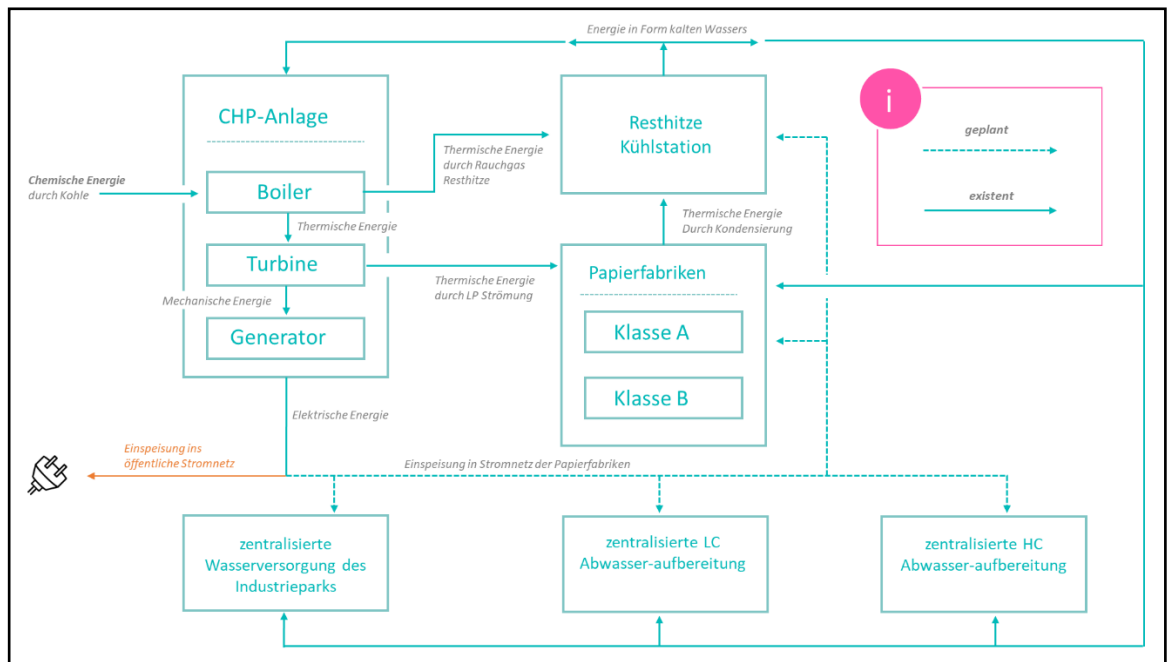 Energie in Form kalten Wassers
CHP-Anlage
Boiler
Turbine
Generator
Chemische Energie
durch Kohle
Thermische Energie
Mechanische Energie
Thermische Energie
durch Rauchgas
Resthitze
Thermische Energie
durch LP Strömung
Resthitze
Kühlstation
Thermische Energie
Durch Kondensierung
Papierfabriken
Klasse A
Klasse B
i
geplant
existent
Elektrische Energie
Einspeisung ins
öffentliche Stromnetz
Einspeisung in Stromnetz der Papierfabriken
zentralisierte
Wasserversorgung des
Industrieparks
zentralisierte LC
Abwasser-aufbereitung
zentralisierte HC
Abwasser-aufbereitung